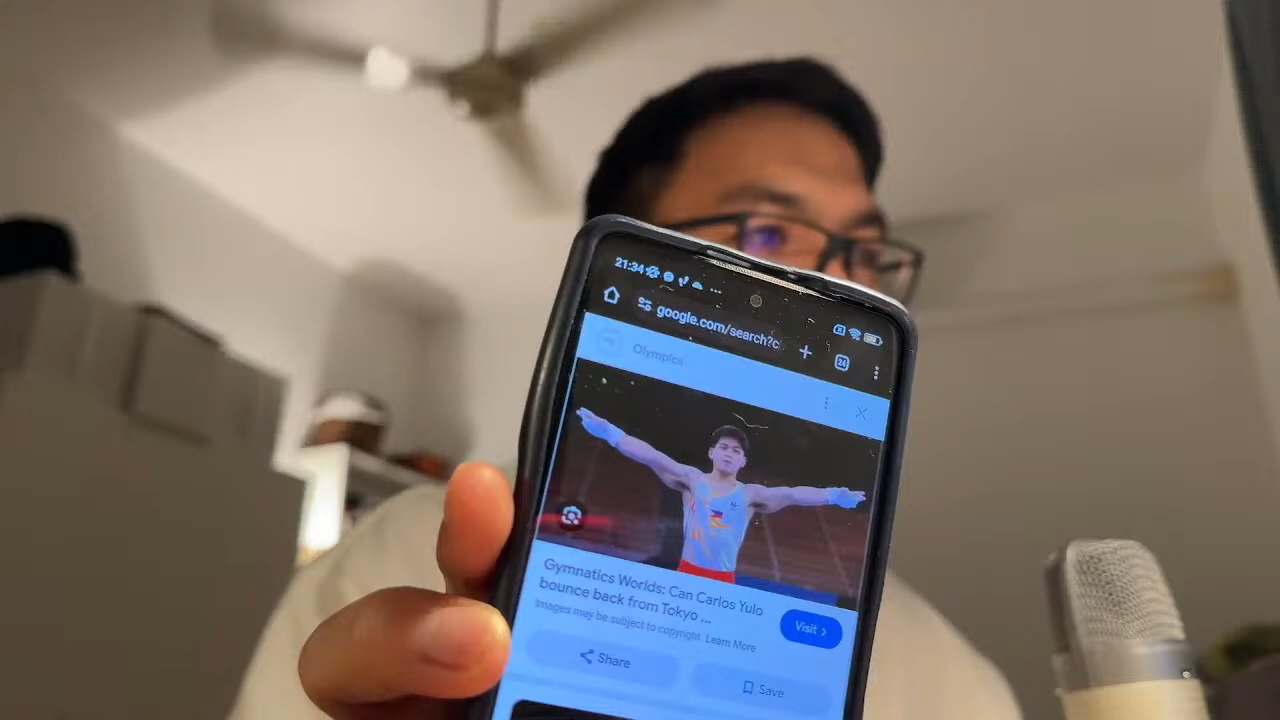 21:34
google.com/search?c
24
Olympics
Gymnatics Worlds: Can Carlos Yulo
bounce back from Tokyo ...
Images may be subject to copyright. Learn More
Visit >
Share
Save